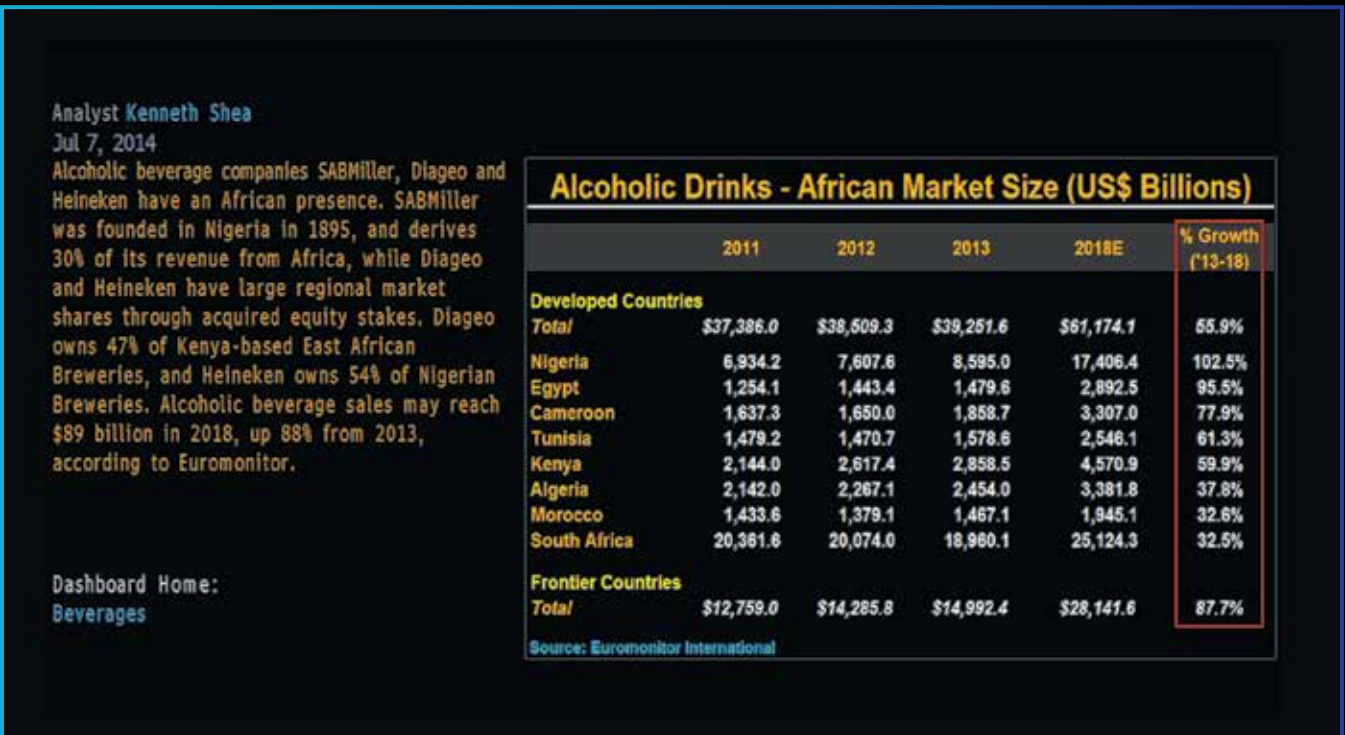 Analyst Kenneth Shea
Jul 7, 2014
Alcoholic beverage companies SABMiller, Diageo and
Heineken have an African presence. SABMiller
was founded in Nigeria in 1895, and derives
30% of its revenue from Africa, while Diageo
and Heineken have large regional market
shares through acquired equity stakes. Diageo
owns 47% of Kenya-based East African
Breweries, and Heineken owns 54% of Nigerian
Breweries. Alcoholic beverage sales may reach
$89 billion in 2018, up 88% from 2013,
according to Euromonitor.
Dashboard Home:
Beverages
Alcoholic Drinks - African Market Size (US$ Billions)
2011 2012 2013 2018E % Growth
('13-18)
Developed Countries
Total $37,386.0 $38,509.3 $39,251.6 $61,174.1 55.9%
Nigeria 6,934.2 7,607.6 8,595.0 17,406.4 102.5%
Egypt 1,254.1 1,443.4 1,479.6 2,892.5 95.5%
Cameroon 1,637.3 1,650.0 1,858.7 3,307.0 77.9%
Tunisia 1,479.2 1,470.7 1,578.6 2,546.1 61.3%
Kenya 2,144.0 2,617.4 2,858.5 4,570.9 59.9%
Algeria 2,142.0 2,267.1 2,454.0 3,381.8 37.8%
Morocco 1,433.6 1,379.1 1,467.1 1,945.1 32.6%
South Africa 20,361.6 20,074.0 18,960.1 25,124.3 32.5%
Frontier Countries
Total $12,759.0 $14,285.8 $14,992.4 $28,141.6 87.7%
Source: Euromonitor International